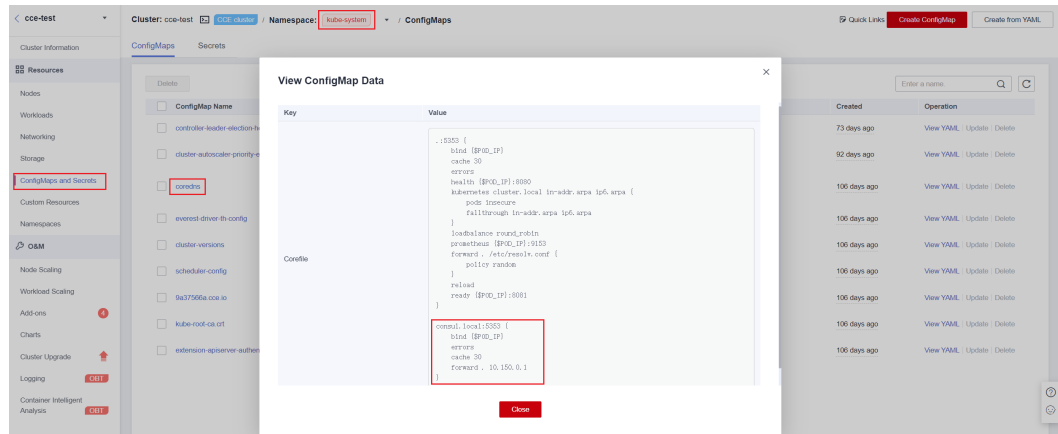 cce-test
Cluster: cce-test CCE cluster / Namespace: kube-system / ConfigMaps
Quick Links
Create ConfigMap
Create from YAML
Cluster Information
Resources
Nodes
Workloads
Networking
Storage
ConfigMaps and Secrets
Custom Resources
Namespaces
O&M
Node Scaling
Workload Scaling
Add-ons 4
Charts
Cluster Upgrade
Logging OBT
Container Intelligent
Analysis OBT
ConfigMaps Secrets
Delete
Enter a name.
ConfigMap Name Created Operation
controller-leader-election-h 73 days ago View YAML Update Delete
cluster-autoscaler-priority-e 92 days ago View YAML Update Delete
coredns 106 days ago View YAML Update Delete
everest-driver-th-config 106 days ago View YAML Update Delete
cluster-versions 106 days ago View YAML Update Delete
scheduler-config 106 days ago View YAML Update Delete
9a37566a.cce.io 106 days ago View YAML Update Delete
kube-root-ca.crt 106 days ago View YAML Update Delete
extension-apiserver-authen 106 days ago View YAML Update Delete
View ConfigMap Data
Key Value
Corefile
.:5353 {
bind {$POD_IP}
cache 30
errors
health {$POD_IP}:8080
kubernetes cluster.local in-addr.arpa ip6.arpa {
pods insecure
fallthrough in-addr.arpa ip6.arpa
}
loadbalance round_robin
prometheus {$POD_IP}:9153
forward . /etc/resolv.conf {
policy random
}
reload
ready {$POD_IP}:8081
}
consul.local:5353 {
bind {$POD_IP}
errors
cache 30
forward . 10.150.0.1
}
Close